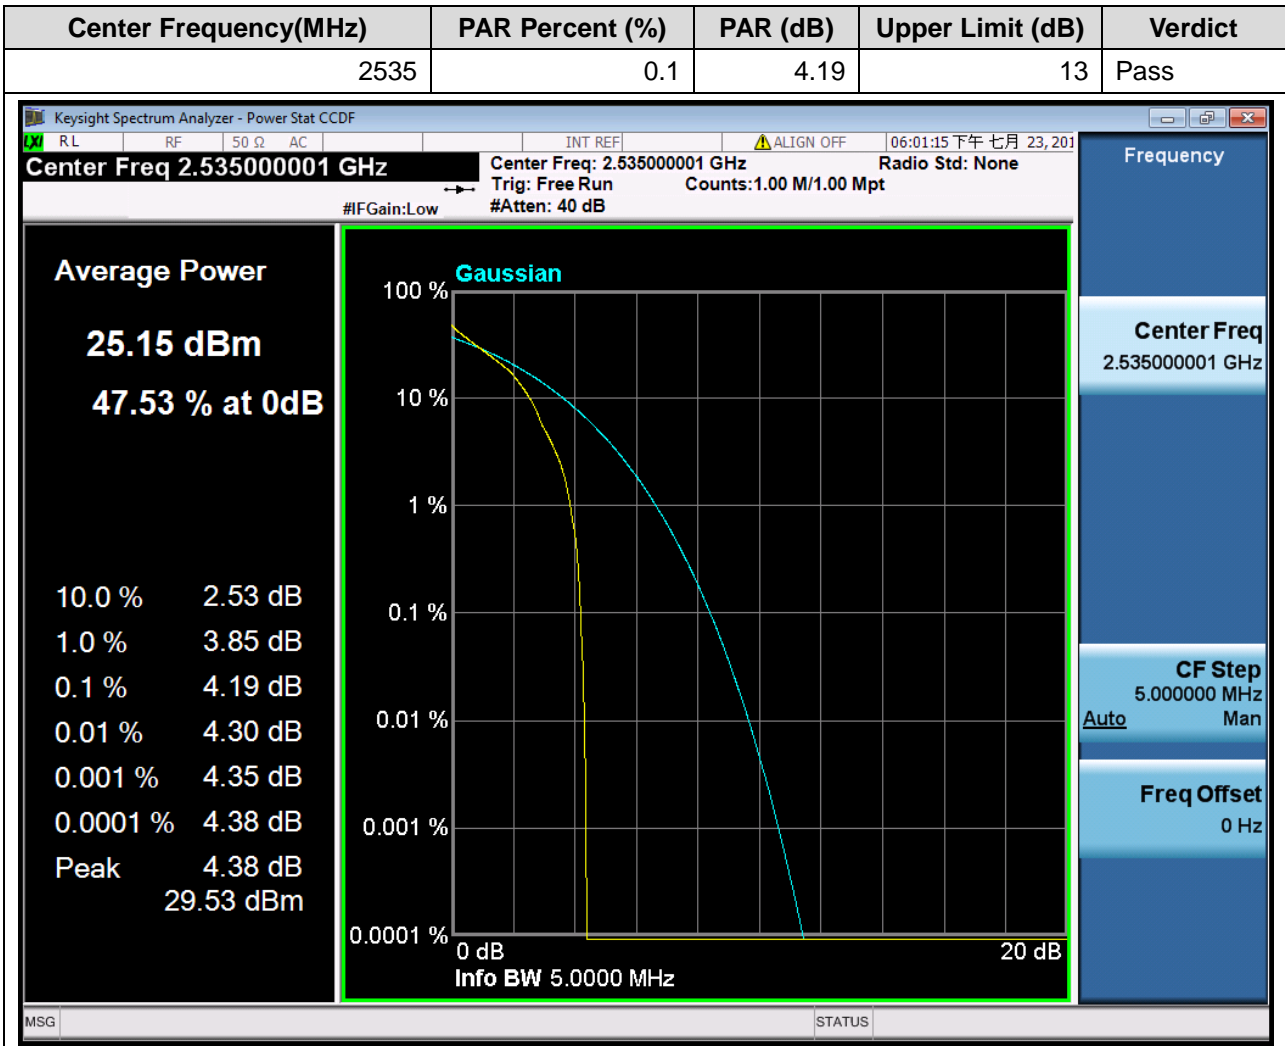 Center Frequency(MHz) PAR Percent (%) PAR (dB) Upper Limit (dB) Verdict
2535 0.1 4.19 13 Pass
Keysight Spectrum Analyzer - Power Stat CCDF
LXI RL RF 50 Ω AC INT REF ALIGN OFF 06:01:15 下午 七月 23, 201
Center Freq 2.535000001 GHz
Center Freq: 2.535000001 GHz Radio Std: None
Trig: Free Run Counts:1.00 M/1.00 Mpt
#IFGain:Low #Atten: 40 dB
Frequency
Average Power
25.15 dBm
47.53 % at 0dB
10.0 % 2.53 dB
1.0 % 3.85 dB
0.1 % 4.19 dB
0.01 % 4.30 dB
0.001 % 4.35 dB
0.0001 % 4.38 dB
Peak 4.38 dB
29.53 dBm
Gaussian
100 %
10 %
1 %
0.1 %
0.01 %
0.001 %
0.0001 %
0 dB 20 dB
Info BW 5.0000 MHz
Center Freq
2.535000001 GHz
CF Step
5.000000 MHz
Auto Man
Freq Offset
0 Hz
MSG STATUS